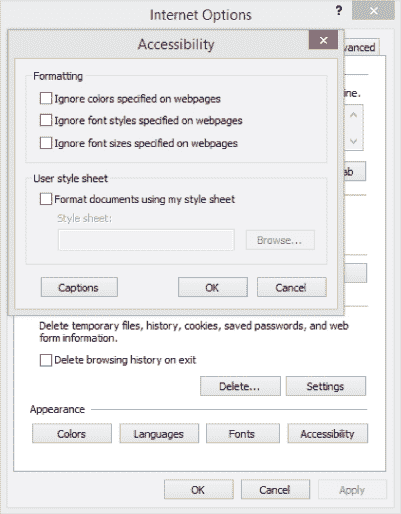 Internet Options
?
Accessibility
vanced
Formatting
Ignore colors specified on webpages
ine.
Ignore font styles specified on webpages
Ignore font sizes specified on webpages
ab
User style sheet
Format documents using my style sheet
Style sheet:
Browse...
Captions
OK
Cancel
Delete temporary files, history, cookies, saved passwords, and web
form information.
Delete browsing history on exit
Delete...
Settings
Appearance
Colors
Languages
Fonts
Accessibility
OK
Cancel
Apply